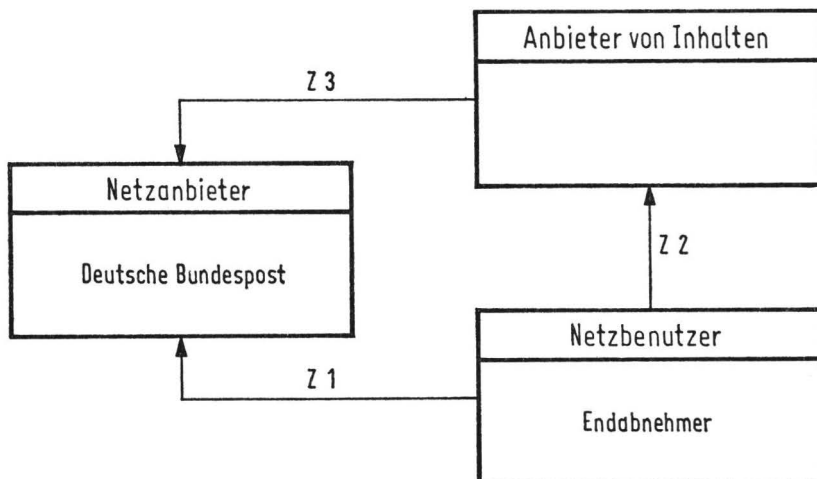 Anbieter von Inhalten
Z 3
Netzanbieter
Deutsche Bundespost
Z 2
Netzbenutzer
Z 1
Endabnehmer